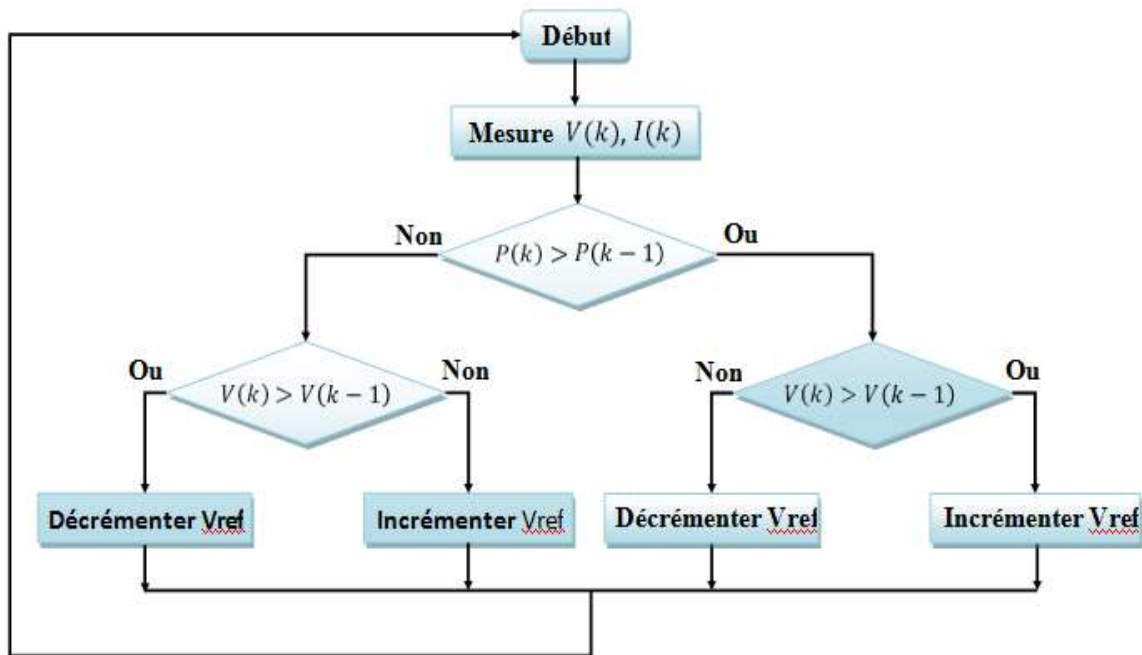 Début
Mesure V(k), I(k)
Non
P(k) > P(k − 1)
Ou
Ou
V(k) > V(k − 1)
Non
Non
V(k) > V(k − 1)
Ou
Décrémenter Vref
Incrémenter Vref
Décrémenter Vref
Incrémenter Vref